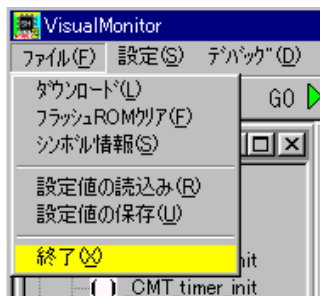 VisualMonitor
ファイル(F) 設定(S) デバッグ(D)
ダウンロード(L)
フラッシュROMクリア(F)
シンボル情報(S)
GO
設定値の読込み(R)
設定値の保存(U)
終了(X)
init
CMT timer init